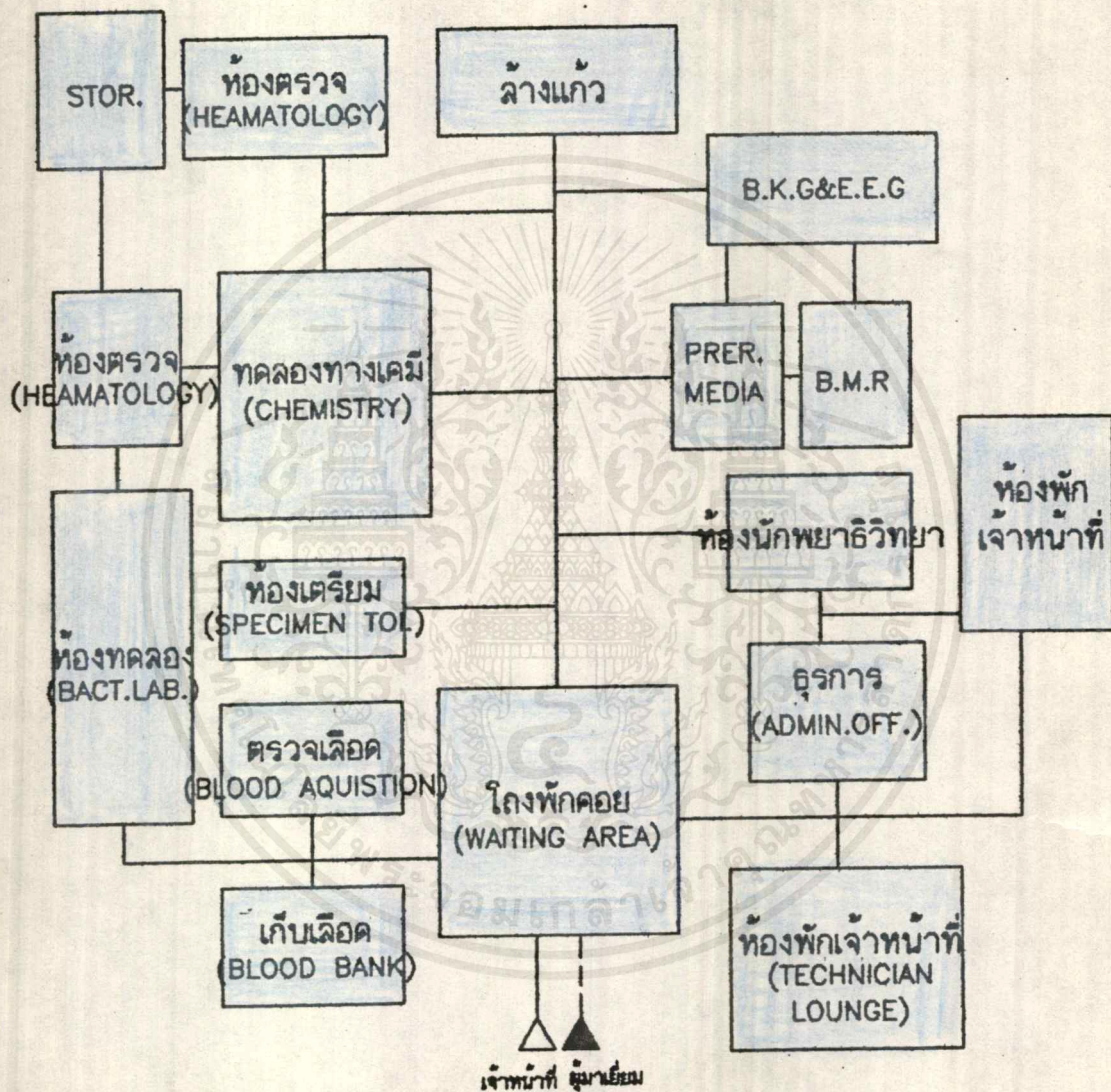 STOR.
ห้องตรวจ
(HEAMATOLOGY)
ล้างแก้ว
B.K.G&E.E.G
ห้องตรวจ
(HEAMATOLOGY)
ทดลองทางเคมี
(CHEMISTRY)
PRER.
MEDIA
B.M.R
ห้องพัก
เจ้าหน้าที่
ห้องนักพยาธิวิทยา
ห้องเตรียม
(SPECIMEN TOL.)
ห้องทดลอง
(BACT.LAB.)
ธุรการ
(ADMIN.OFF.)
ตรวจเลือด
(BLOOD AQUISTION)
โถงพักคอย
(WAITING AREA)
เก็บเลือด
(BLOOD BANK)
ห้องพักเจ้าหน้าที่
(TECHNICIAN
LOUNGE)
เจ้าหน้าที่ ผู้มาเยี่ยม